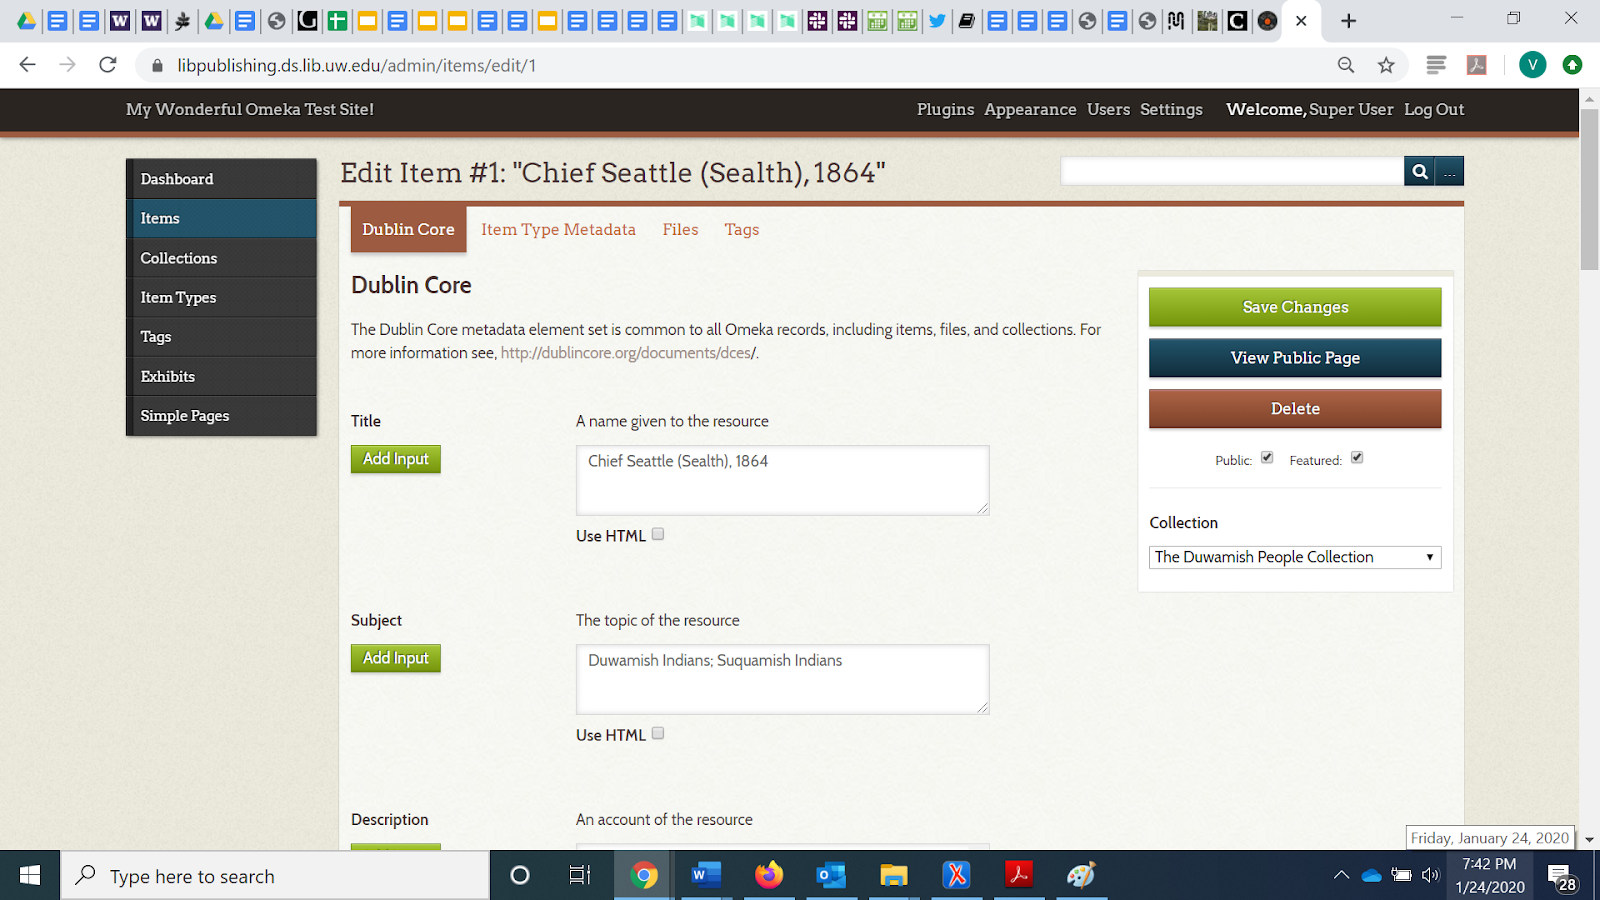 libpublishing.ds.lib.uw.edu/admin/items/edit/1
V
My Wonderful Omeka Test Site!
Plugins Appearance Users Settings Welcome, Super User Log Out
Dashboard
Items
Collections
Item Types
Tags
Exhibits
Simple Pages
Edit Item #1: "Chief Seattle (Sealth), 1864"
...
Dublin Core Item Type Metadata Files Tags
Dublin Core
The Dublin Core metadata element set is common to all Omeka records, including items, files, and collections. For
more information see, http://dublincore.org/documents/dces/.
Title
A name given to the resource
Add Input
Chief Seattle (Sealth), 1864
Use HTML
Subject
The topic of the resource
Add Input
Duwamish Indians; Suquamish Indians
Use HTML
Description
An account of the resource
Save Changes
View Public Page
Delete
Public: Featured:
Collection
The Duwamish People Collection
Friday, January 24, 2020
Type here to search
7:42 PM
1/24/2020
28